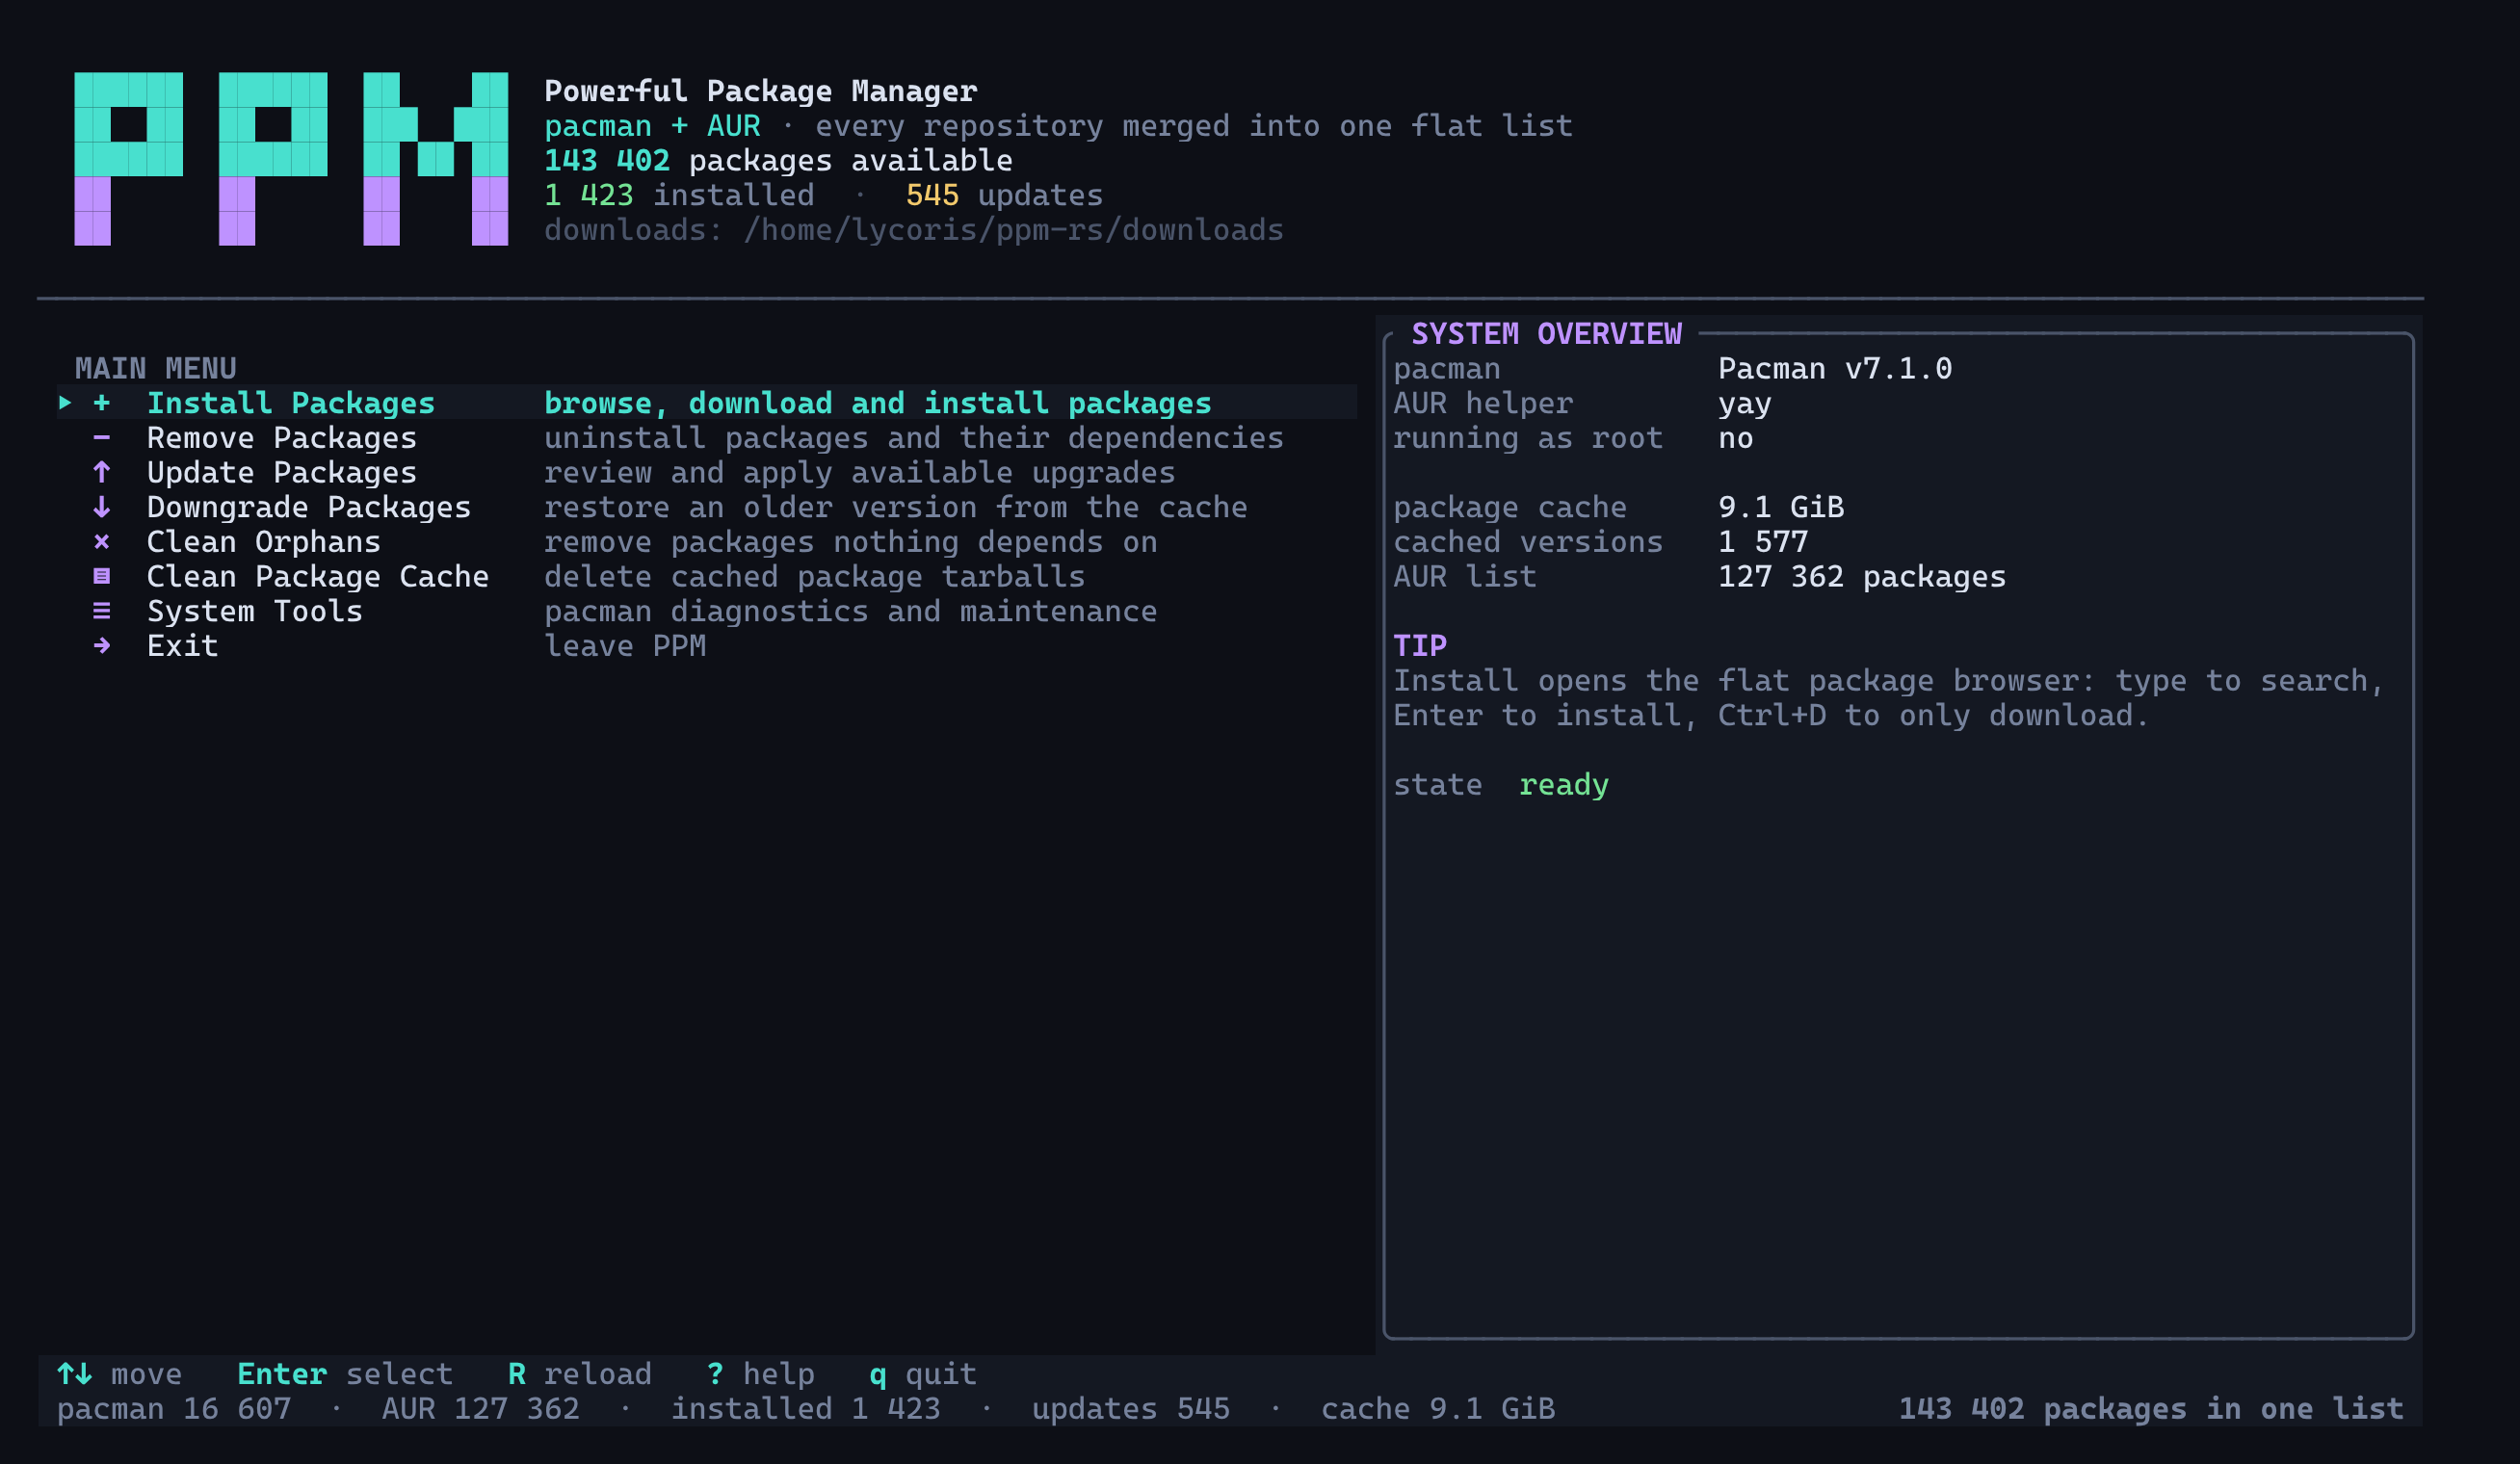 PPM
Powerful Package Manager
pacman + AUR · every repository merged into one flat list
143 402 packages available
1 423 installed · 545 updates
downloads: /home/lycoris/ppm-rs/downloads
MAIN MENU
▸ + Install Packages browse, download and install packages
− Remove Packages uninstall packages and their dependencies
↑ Update Packages review and apply available upgrades
↓ Downgrade Packages restore an older version from the cache
× Clean Orphans remove packages nothing depends on
▤ Clean Package Cache delete cached package tarballs
≡ System Tools pacman diagnostics and maintenance
→ Exit leave PPM
SYSTEM OVERVIEW
pacman Pacman v7.1.0
AUR helper yay
running as root no
package cache 9.1 GiB
cached versions 1 577
AUR list 127 362 packages
TIP
Install opens the flat package browser: type to search,
Enter to install, Ctrl+D to only download.
state ready
↑↓ move Enter select R reload ? help q quit
pacman 16 607 · AUR 127 362 · installed 1 423 · updates 545 · cache 9.1 GiB 143 402 packages in one list